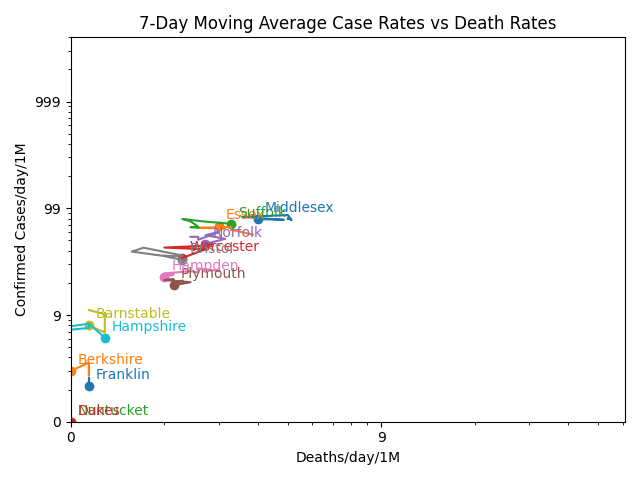 7-Day Moving Average Case Rates vs Death Rates
Confirmed Cases/day/1M
999
99
9
0
Middlesex
Suffolk
Essex
Norfolk
Worcester
Bristol
Hampden
Plymouth
Barnstable
Hampshire
Berkshire
Franklin
Nantucket
Dukes
0
9
Deaths/day/1M